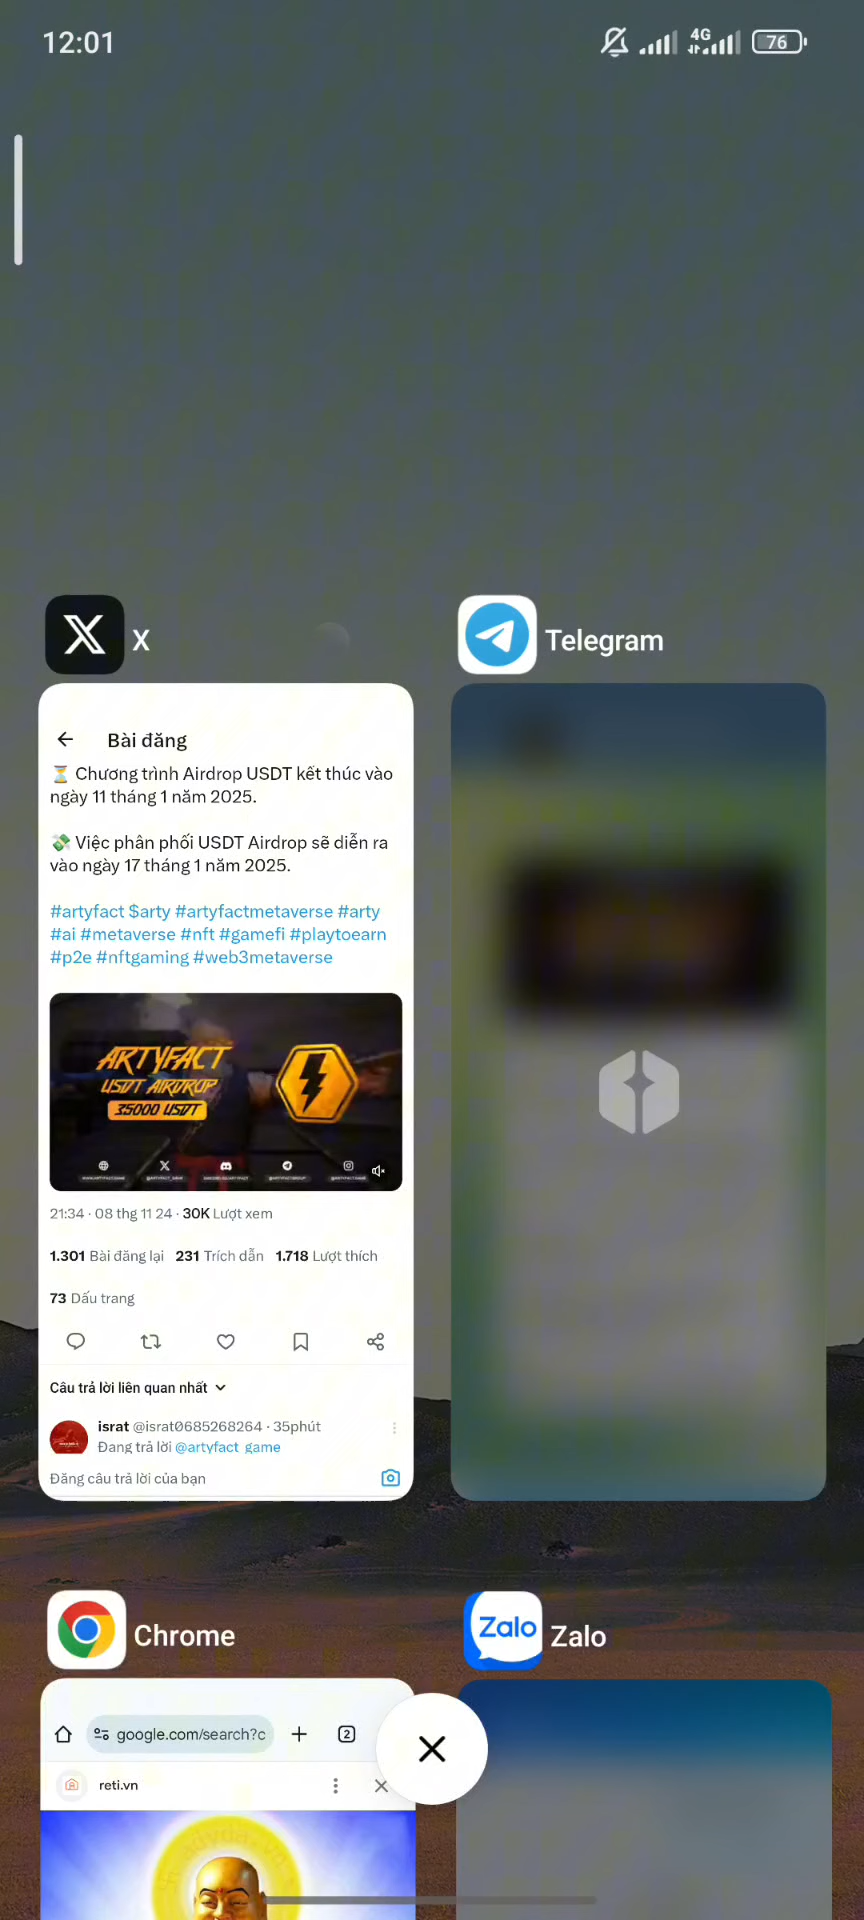 12:01
4G
76
X
Telegram
Bài đăng
⏳ Chương trình Airdrop USDT kết thúc vào
ngày 11 tháng 1 năm 2025.
💸 Việc phân phối USDT Airdrop sẽ diễn ra
vào ngày 17 tháng 1 năm 2025.
#artyfact $arty #artyfactmetaverse #arty
#ai #metaverse #nft #gamefi #playtoearn
#p2e #nftgaming #web3metaverse
ARTYFACT
USDT AIRDROP
35000 USDT
21:34 · 08 thg 11 24 · 30K Lượt xem
1.301 Bài đăng lại 231 Trích dẫn 1.718 Lượt thích
73 Dấu trang
Câu trả lời liên quan nhất
israt @israt0685268264 · 35phút
Đang trả lời @artyfact_game
Đăng câu trả lời của bạn
Chrome
Zalo
Zalo
google.com/search?c
2
reti.vn